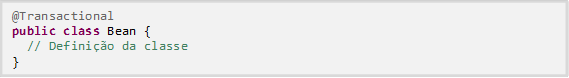 @Transactional
public class Bean {
  // Definição da classe
}